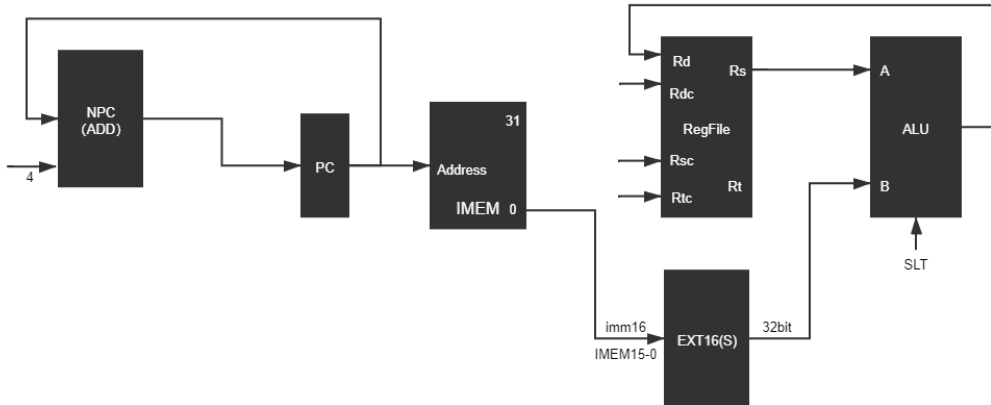 NPC
(ADD)
4
PC
31
Address
IMEM 0
Rd
Rs
Rdc
RegFile
Rsc
Rt
Rtc
A
ALU
B
SLT
imm16
IMEM15-0
EXT16(S)
32bit